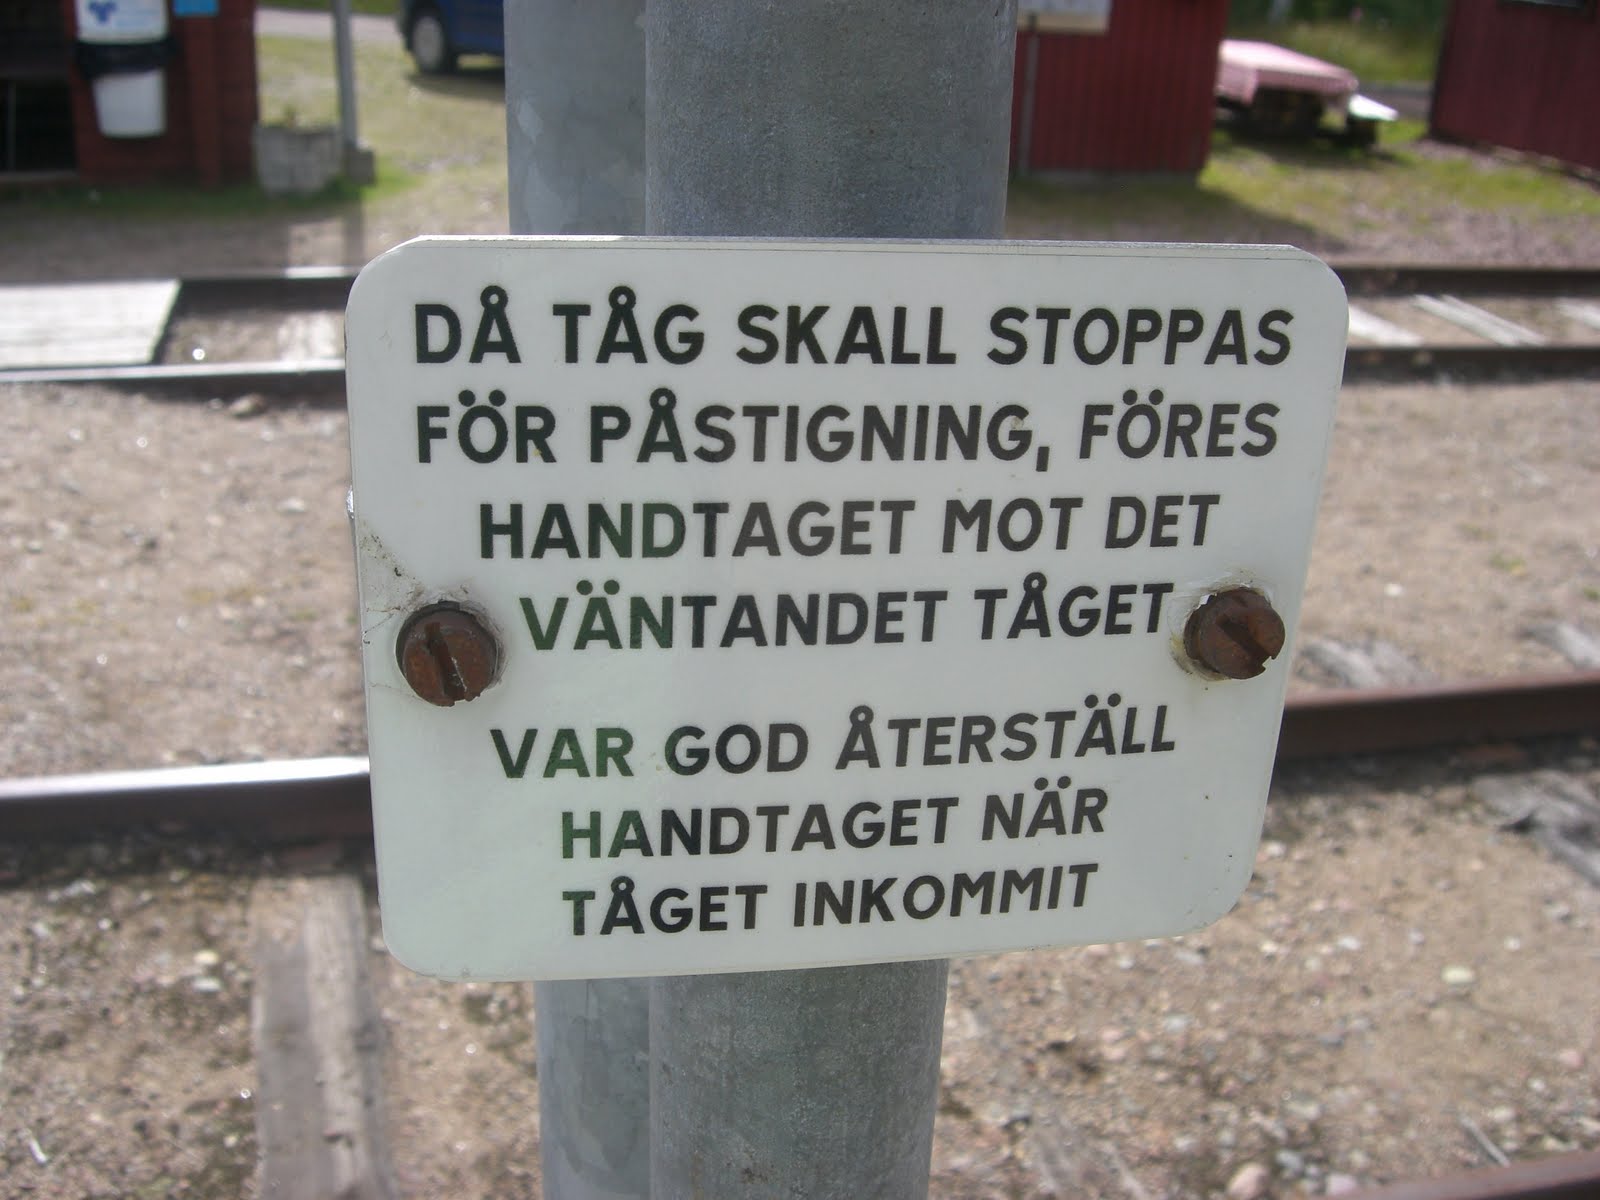 DÅ TÅG SKALL STOPPAS
FÖR PÅSTIGNING, FÖRES
HANDTAGET MOT DET
VÄNTANDET TÅGET
VAR GOD ÅTERSTÄLL
HANDTAGET NÄR
TÅGET INKOMMIT